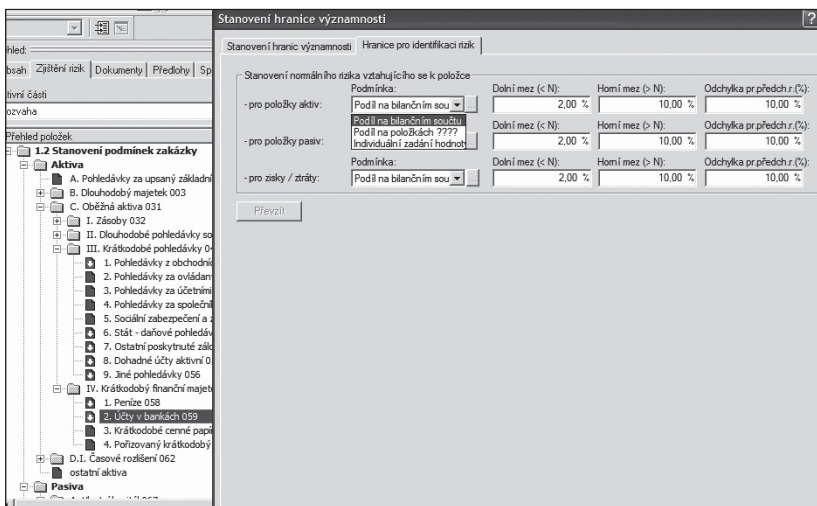 Stanovení hranice významnosti
?
hled:
bsah Zjištění rizik Dokumenty Předlohy Sp
tivní části
ozvaha
Přehled položek
1.2 Stanovení podmínek zakázky
Aktiva
A. Pohledávky za upsaný základní
B. Dlouhodobý majetek 003
C. Oběžná aktiva 031
I. Zásoby 032
II. Dlouhodobé pohledávky so
III. Krátkodobé pohledávky 04
1. Pohledávky z obchodníc
2. Pohledávky za ovládan
3. Pohledávky za účetními
4. Pohledávky za společní
5. Sociální zabezpečení a z
6. Stát - daňové pohledáv
7. Ostatní poskytnuté zálo
8. Dohadné účty aktivní 0
9. Jiné pohledávky 056
IV. Krátkodobý finanční majet
1. Peníze 058
2. Účty v bankách 059
3. Krátkodobé cenné papí
4. Pořizovaný krátkodobý
D.I. Časové rozlišení 062
ostatní aktiva
Pasiva
Stanovení hranic významnosti Hranice pro identifikaci rizik
Stanovení normálního rizika vztahujícího se k položce
Podmínka: Dolní mez (< N): Horní mez (> N): Odchylka pr.předch.r.(%):
- pro položky aktiv: Podíl na bilančním sou ... 2,00 % 10,00 % 10,00 %
Podíl na bilančním součtu
Podíl na položkách ????
Individuální zadání hodnoty
Dolní mez (< N): Horní mez (> N): Odchylka pr.předch.r.(%):
- pro položky pasiv: 2,00 % 10,00 % 10,00 %
Podmínka: Dolní mez (< N): Horní mez (> N): Odchylka pr.předch.r.(%):
- pro zisky / ztráty: Podíl na bilančním sou ... 2,00 % 10,00 % 10,00 %
Převzít